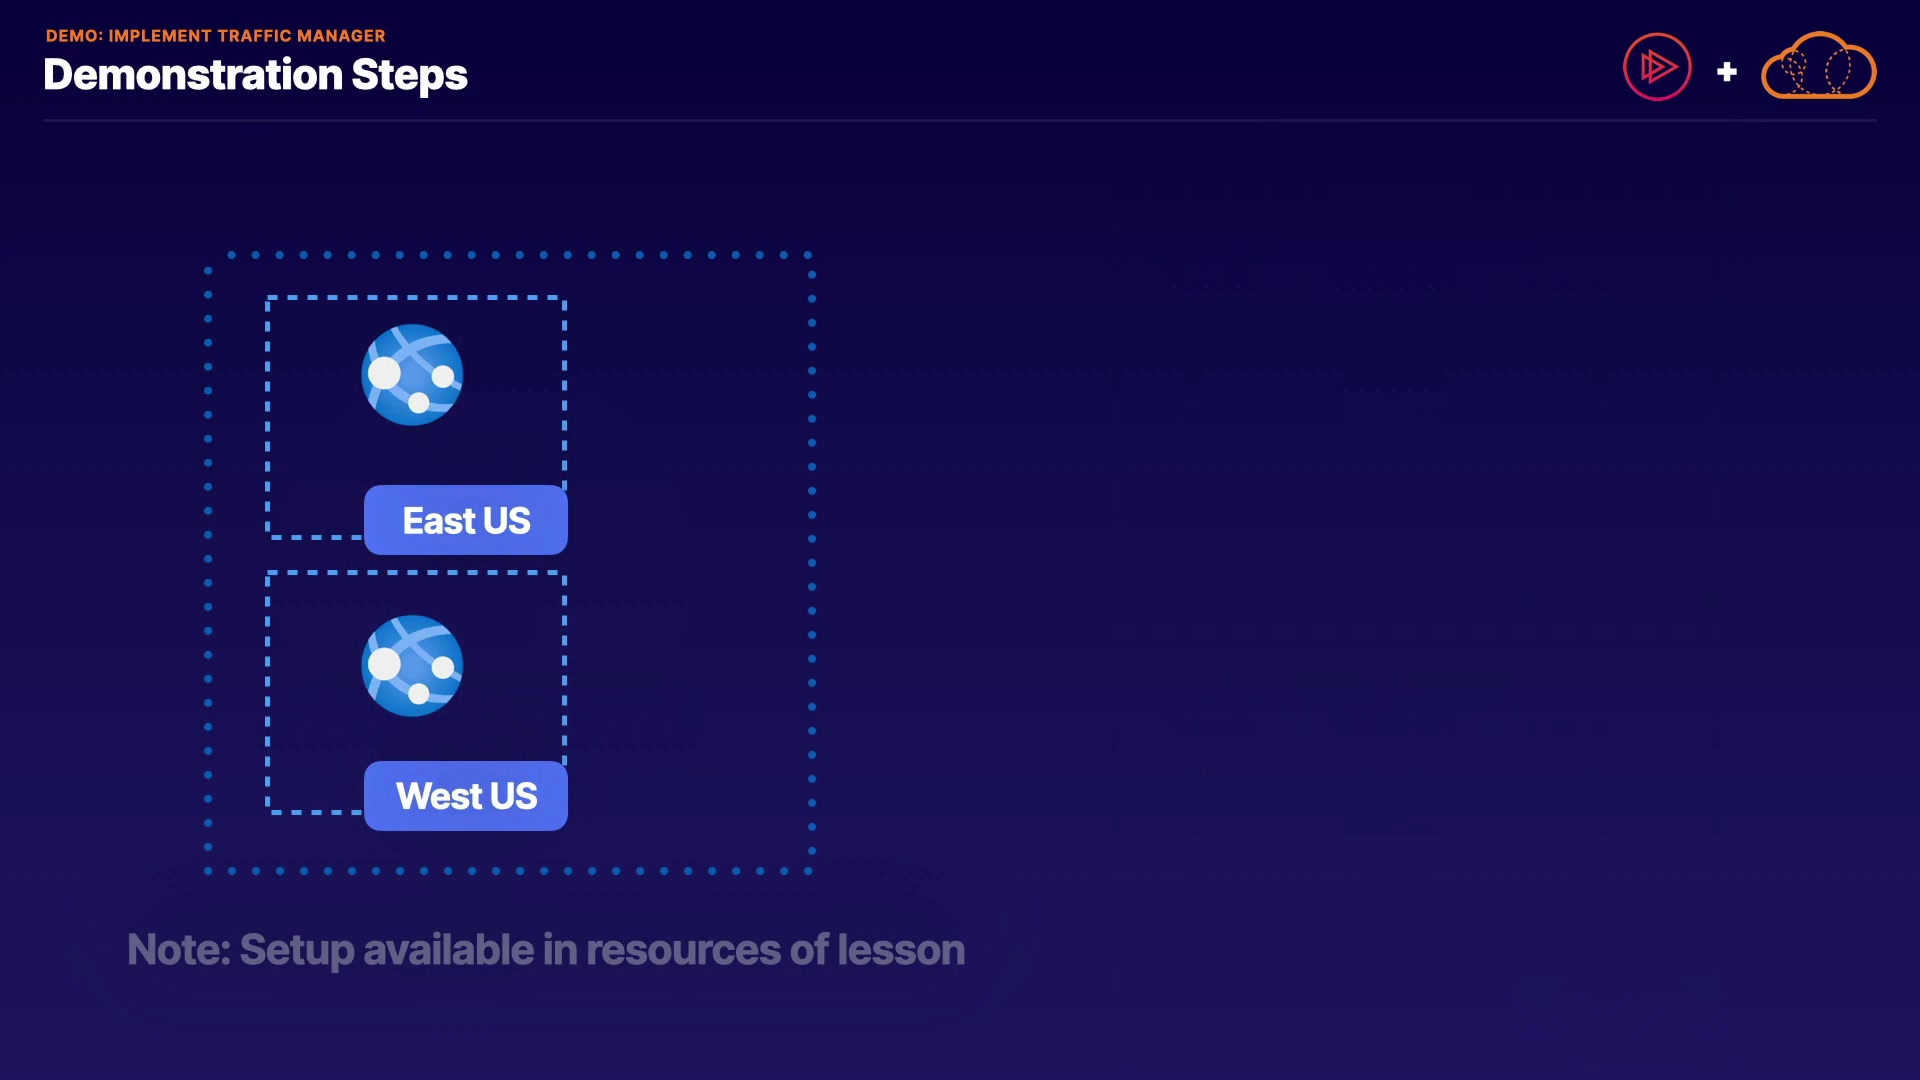 DEMO: IMPLEMENT TRAFFIC MANAGER
Demonstration Steps
East US
West US
Note: Setup available in resources of lesson